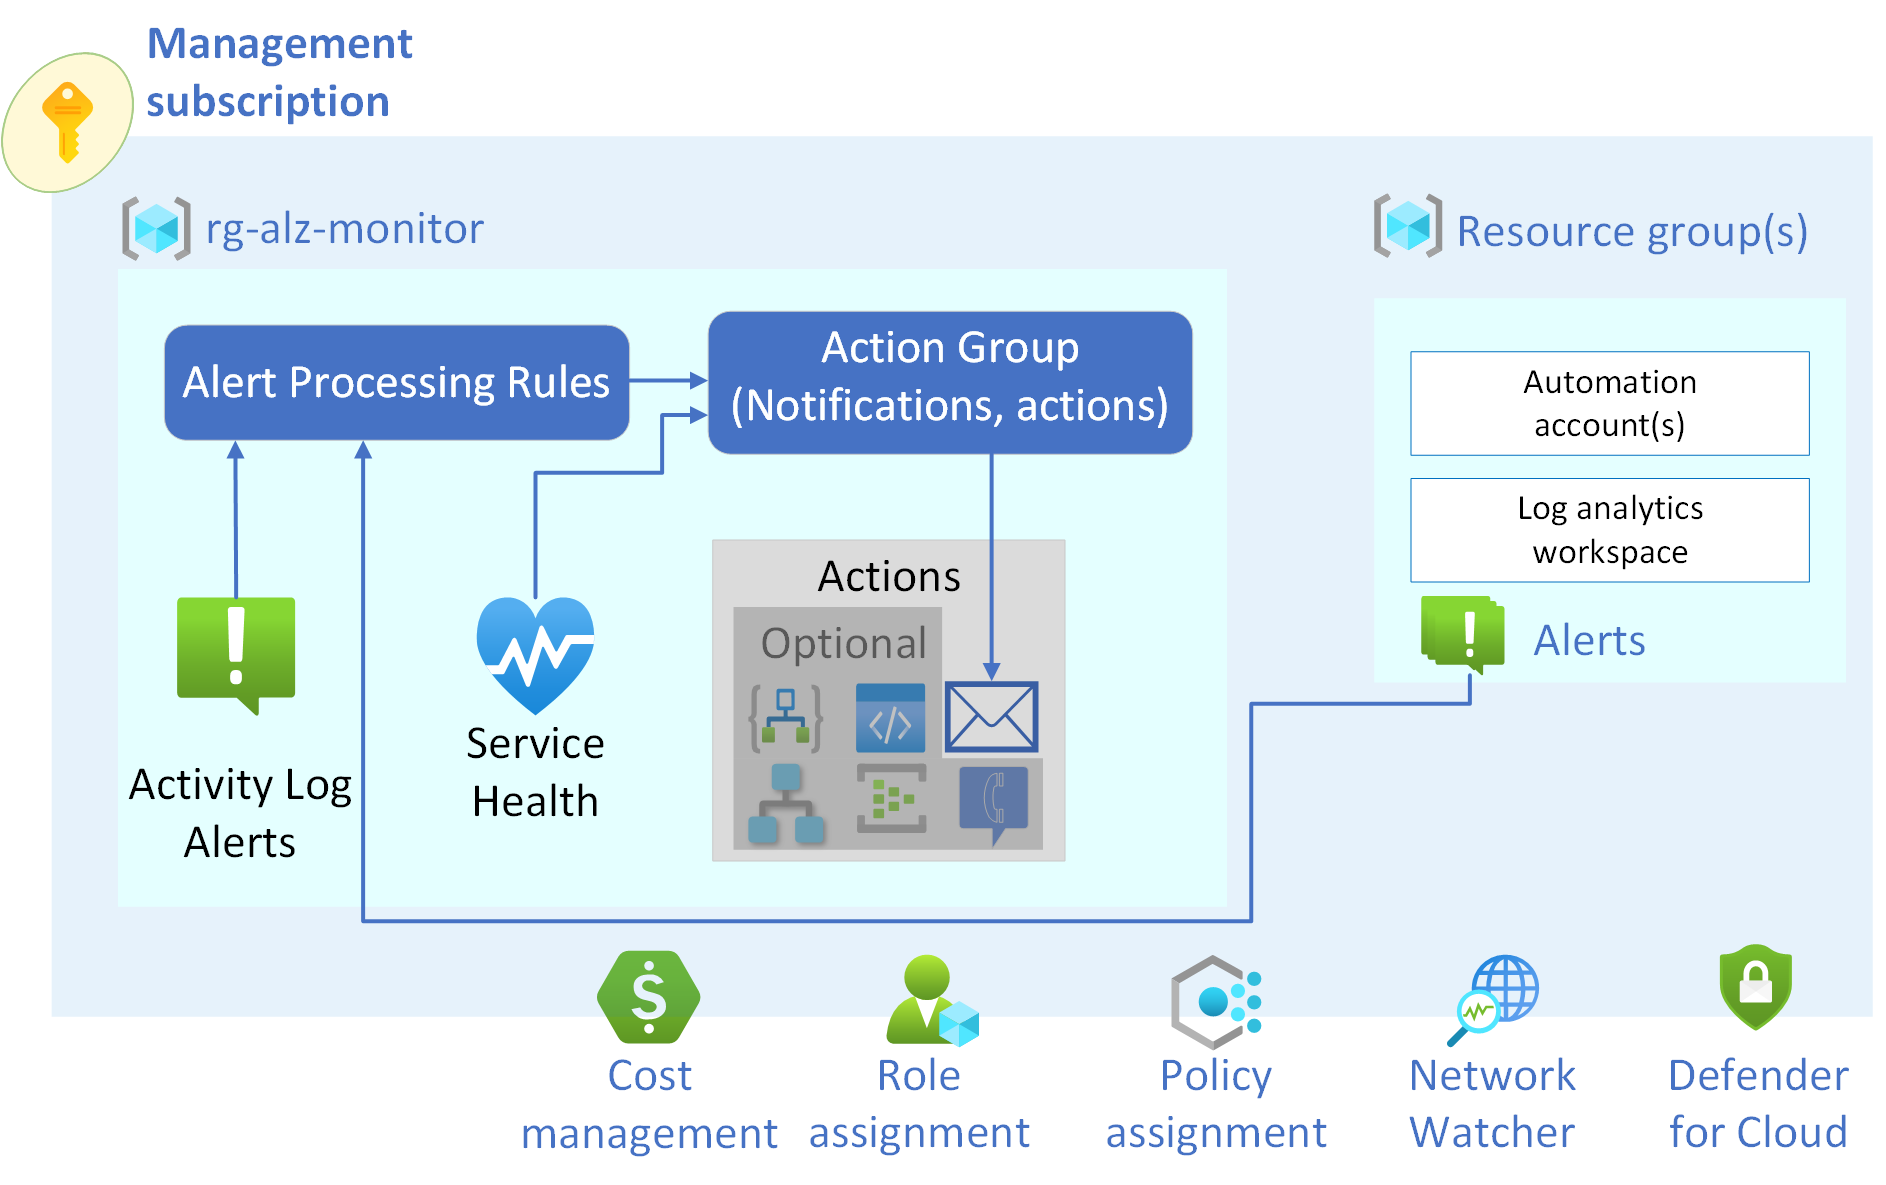 Management
subscription
rg-alz-monitor
Resource group(s)
Alert Processing Rules
Action Group
(Notifications, actions)
Automation
account(s)
Log analytics
workspace
Alerts
Actions
Optional
Activity Log
Alerts
Service
Health
Cost
management
Role
assignment
Policy
assignment
Network
Watcher
Defender
for Cloud